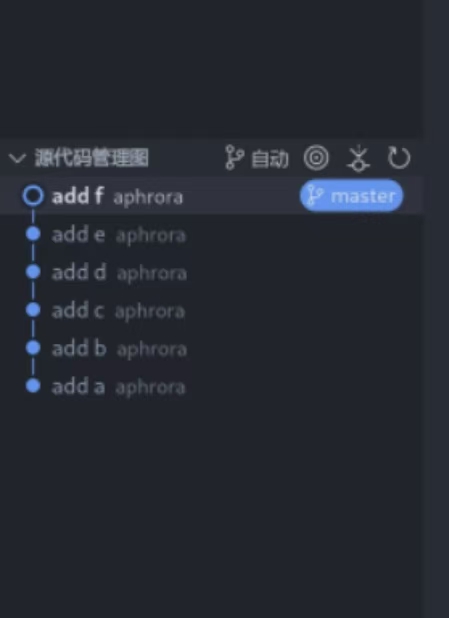 源代码管理图 自动
add f aphrora master
add e aphrora
add d aphrora
add c aphrora
add b aphrora
add a aphrora